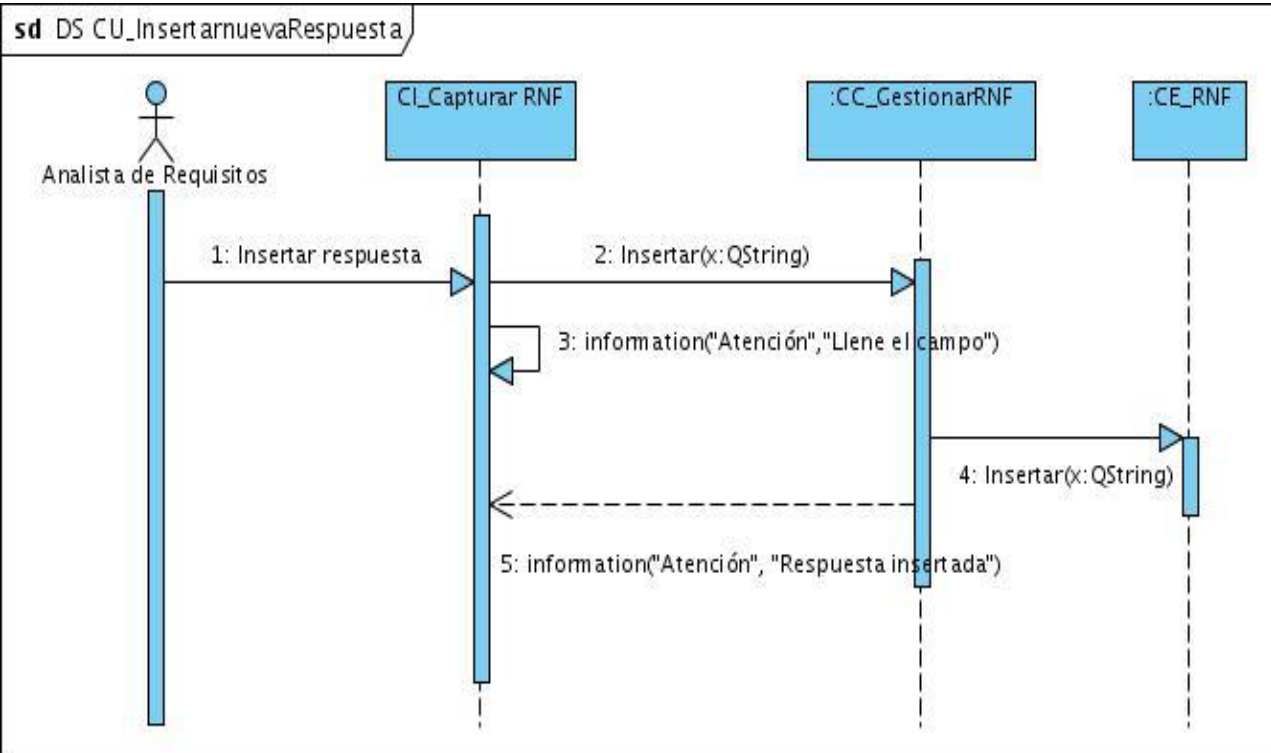 sd DS CU_InsertarnuevaRespuesta
CI_Capturar RNF
:CC_GestionarRNF
:CE_RNF
Analista de Requisitos
1: Insertar respuesta
2: Insertar(x:QString)
3: information("Atención","Llene el campo")
4: Insertar(x:QString)
5: information("Atención", "Respuesta insertada")